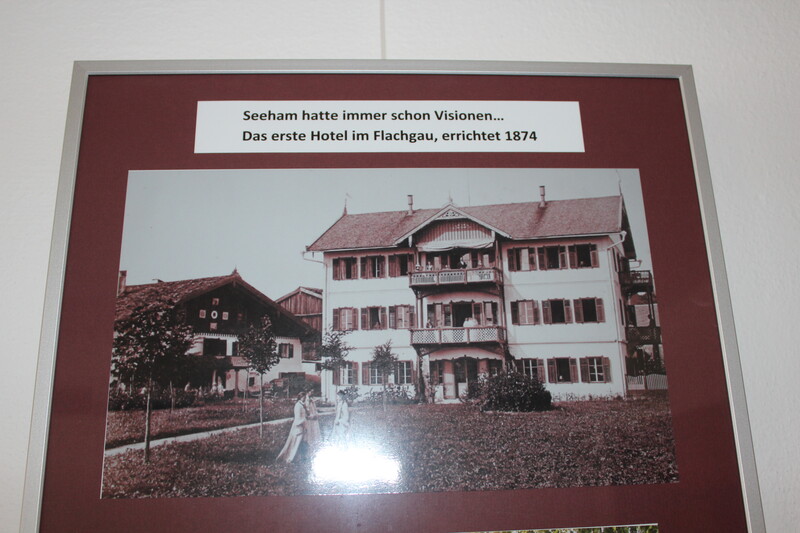 Seeham hatte immer schon Visionen...
Das erste Hotel im Flachgau, errichtet 1874